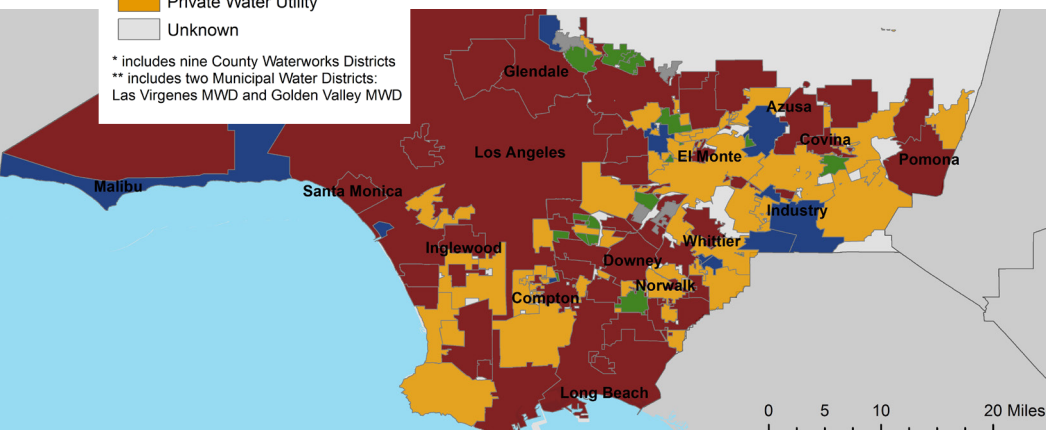 Private Water Utility
Unknown
* includes nine County Waterworks Districts
** includes two Municipal Water Districts:
Las Virgenes MWD and Golden Valley MWD
Glendale
Azusa
Covina
Los Angeles
El Monte
Pomona
Malibu
Santa Monica
Industry
Whittier
Inglewood
Downey
Norwalk
Compton
Long Beach
0 5 10 20 Miles